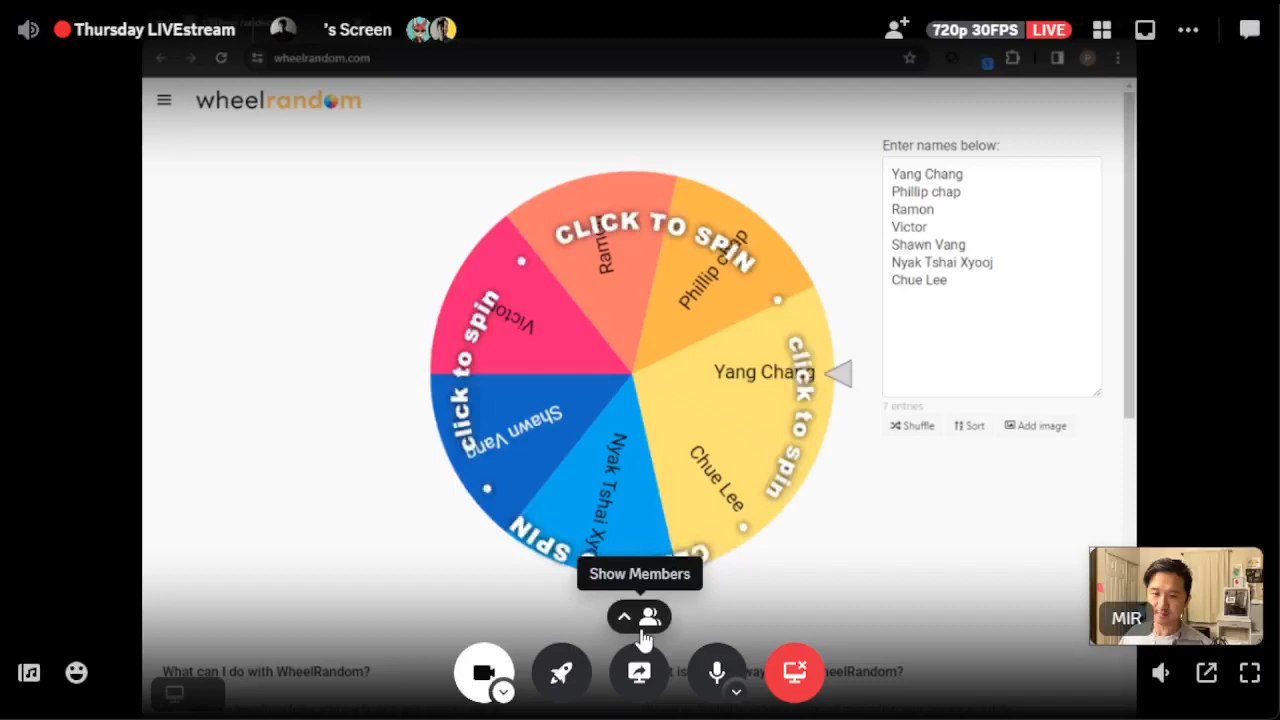 Thursday LIVEstream
's Screen
720p 30FPS LIVE
wheelrandom.com
wheelrandom
Enter names below:
Yang Chang
Phillip chap
Ramon
Victor
Shawn Vang
Nyak Tshai Xyooj
Chue Lee
7 entries
Shuffle Sort Add image
CLICK TO SPIN
click to spin
click to spin
SPIN
Ramon
Phillip chap
Victor
Yang Chang
Shawn Vang
Chue Lee
Nyak Tshai Xyo
Show Members
MIR
What can I do with WheelRandom?
WheelRandom?